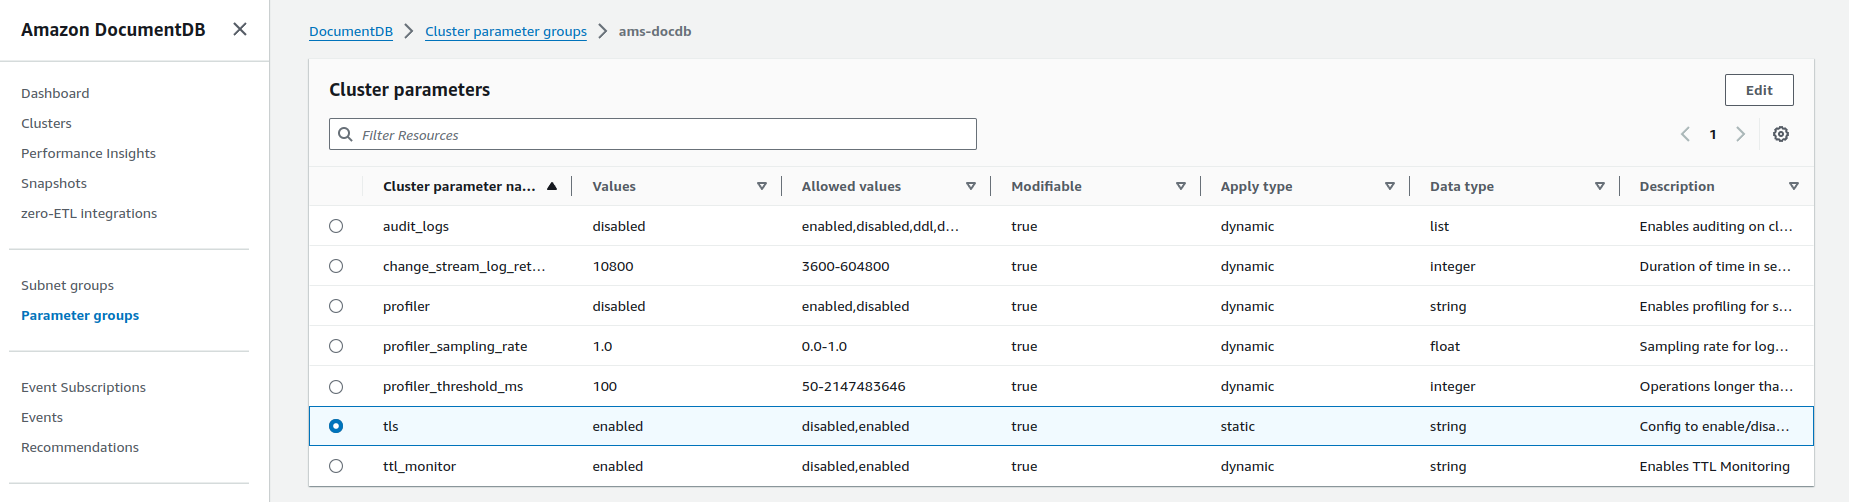 Amazon DocumentDB
Dashboard
Clusters
Performance Insights
Snapshots
zero-ETL integrations
Subnet groups
Parameter groups
Event Subscriptions
Events
Recommendations
DocumentDB > Cluster parameter groups > ams-docdb
Cluster parameters
Edit
Filter Resources
1
Cluster parameter na... Values Allowed values Modifiable Apply type Data type Description
audit_logs disabled enabled,disabled,ddl,d... true dynamic list Enables auditing on cl...
change_stream_log_ret... 10800 3600-604800 true dynamic integer Duration of time in se...
profiler disabled enabled,disabled true dynamic string Enables profiling for s...
profiler_sampling_rate 1.0 0.0-1.0 true dynamic float Sampling rate for log...
profiler_threshold_ms 100 50-2147483646 true dynamic integer Operations longer tha...
tls enabled disabled,enabled true static string Config to enable/disa...
ttl_monitor enabled disabled,enabled true dynamic string Enables TTL Monitoring